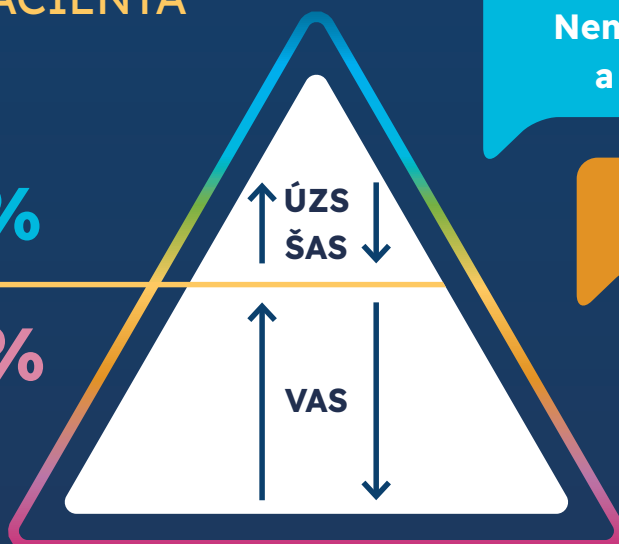 ACIENTA
Nem
a
%
ÚZS
ŠAS
%
VAS